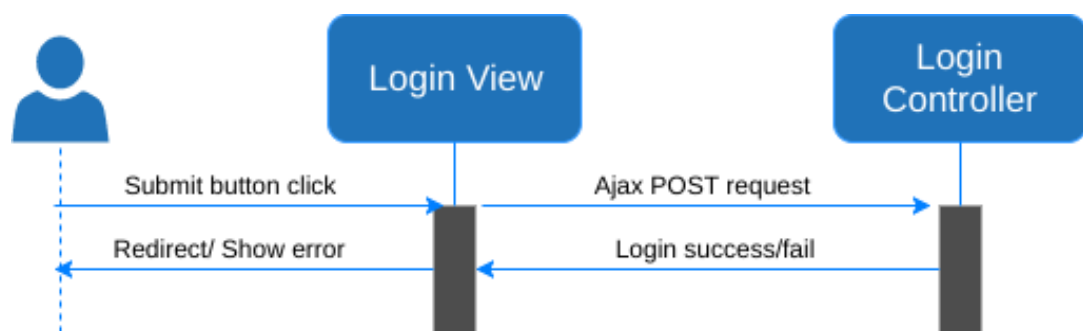 Login View
Login
Controller
Submit button click
Ajax POST request
Redirect/ Show error
Login success/fail